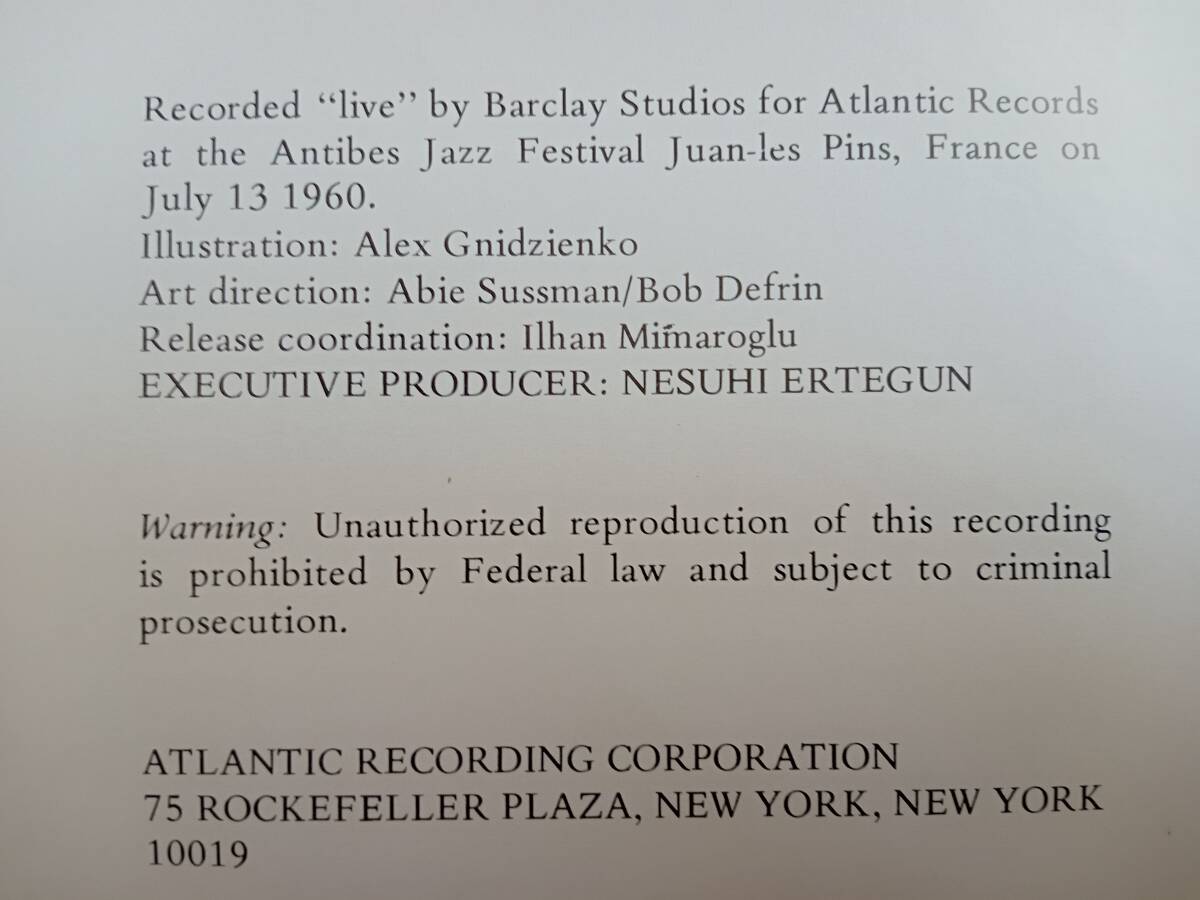 Recorded “live” by Barclay Studios for Atlantic Records
at the Antibes Jazz Festival Juan-les Pins, France on
July 13 1960.
Illustration: Alex Gnidzienko
Art direction: Abie Sussman/Bob Defrin
Release coordination: Ilhan Mimaroglu
EXECUTIVE PRODUCER: NESUHI ERTEGUN
Warning: Unauthorized reproduction of this recording
is prohibited by Federal law and subject to criminal
prosecution.
ATLANTIC RECORDING CORPORATION
75 ROCKEFELLER PLAZA, NEW YORK, NEW YORK
10019